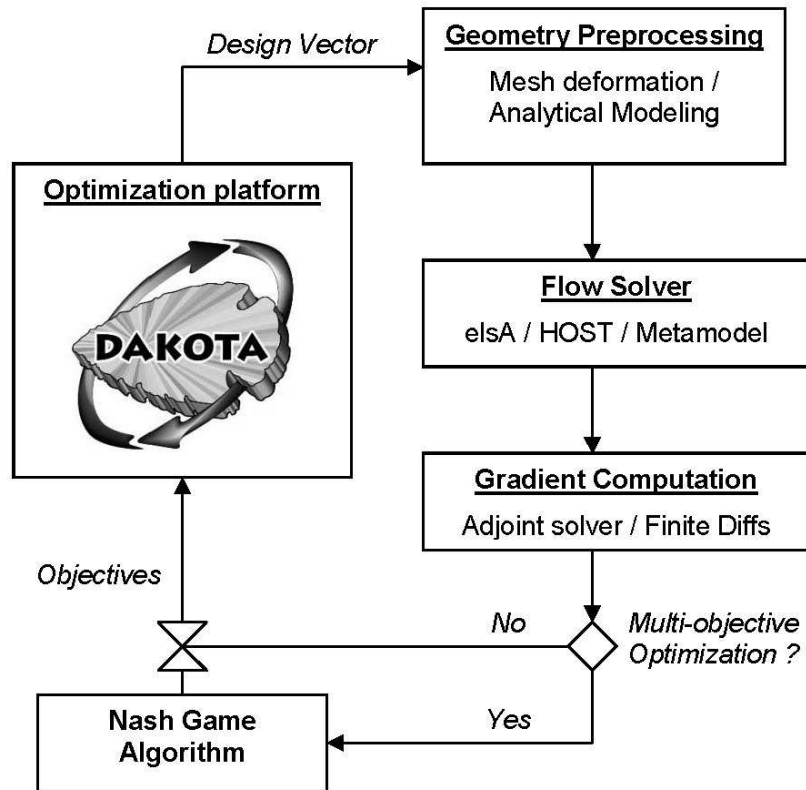 Design Vector
Geometry Preprocessing
Mesh deformation /
Analytical Modeling
Optimization platform
DAKOTA
Flow Solver
elsA / HOST / Metamodel
Gradient Computation
Adjoint solver / Finite Diffs
Objectives
No
Multi-objective
Optimization ?
Nash Game
Algorithm
Yes